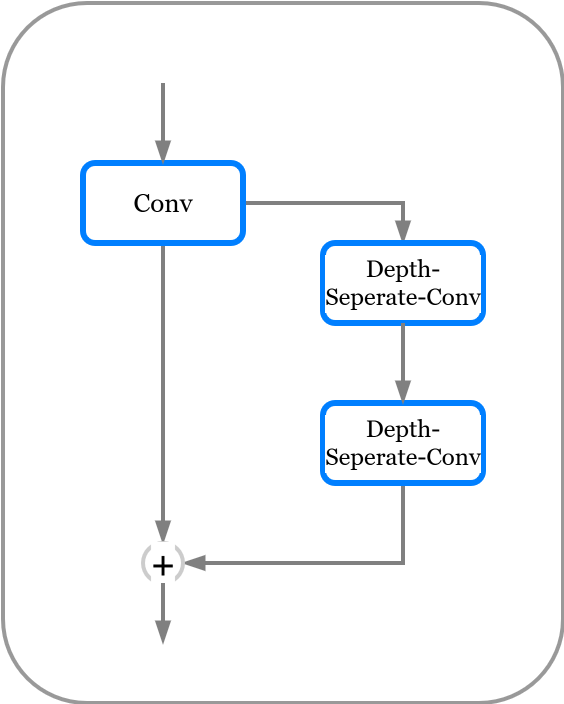 Conv
Depth-
Seperate-Conv
Depth-
Seperate-Conv
+